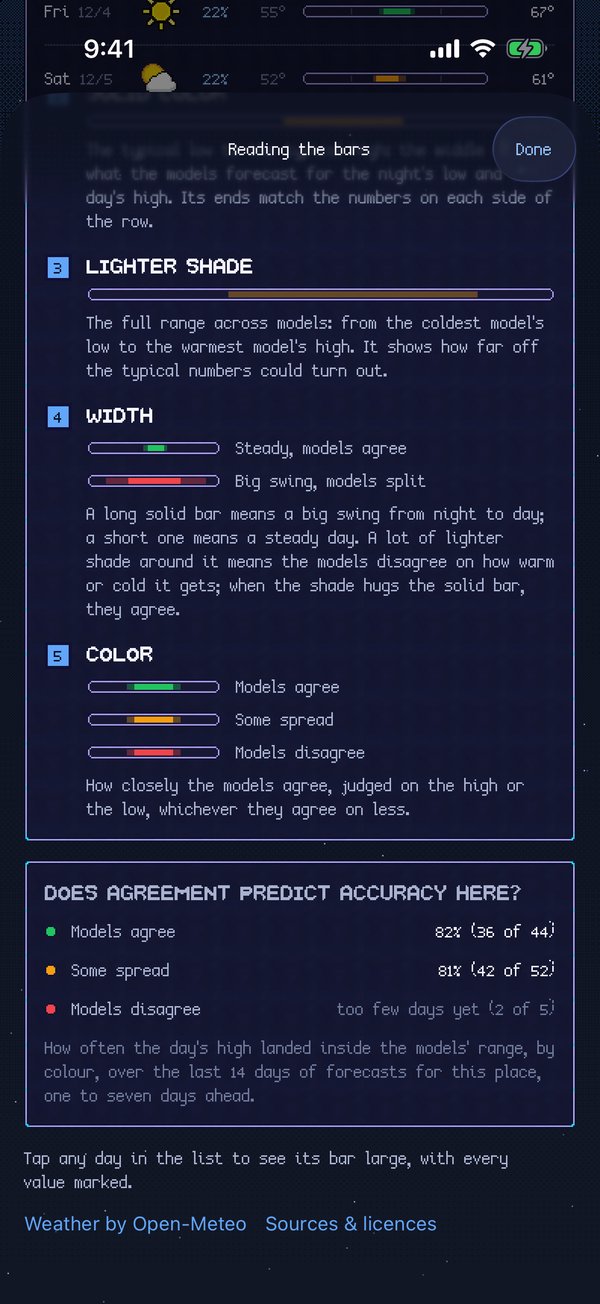 Fri 12/4 22% 55° 67°
9:41
Sat 12/5 22% 52° 61°
Reading the bars
Done
what the models forecast for the night's low and
day's high. Its ends match the numbers on each side of
the row.
3 LIGHTER SHADE
The full range across models: from the coldest model's
low to the warmest model's high. It shows how far off
the typical numbers could turn out.
4 WIDTH
Steady, models agree
Big swing, models split
A long solid bar means a big swing from night to day;
a short one means a steady day. A lot of lighter
shade around it means the models disagree on how warm
or cold it gets; when the shade hugs the solid bar,
they agree.
5 COLOR
Models agree
Some spread
Models disagree
How closely the models agree, judged on the high or
the low, whichever they agree on less.
DOES AGREEMENT PREDICT ACCURACY HERE?
Models agree 82% (36 of 44)
Some spread 81% (42 of 52)
Models disagree too few days yet (2 of 5)
How often the day's high landed inside the models' range, by
colour, over the last 14 days of forecasts for this place,
one to seven days ahead.
Tap any day in the list to see its bar large, with every
value marked.
Weather by Open-Meteo Sources & licences